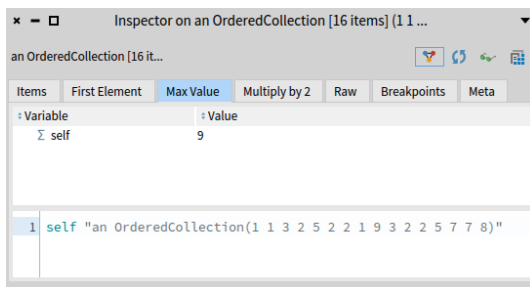 Inspector on an OrderedCollection [16 items] (1 1 ...
an OrderedCollection [16 it...
Items First Element Max Value Multiply by 2 Raw Breakpoints Meta
Variable Value
Σ self 9
1 self "an OrderedCollection(1 1 3 2 5 2 2 1 9 3 2 2 5 7 7 8)"